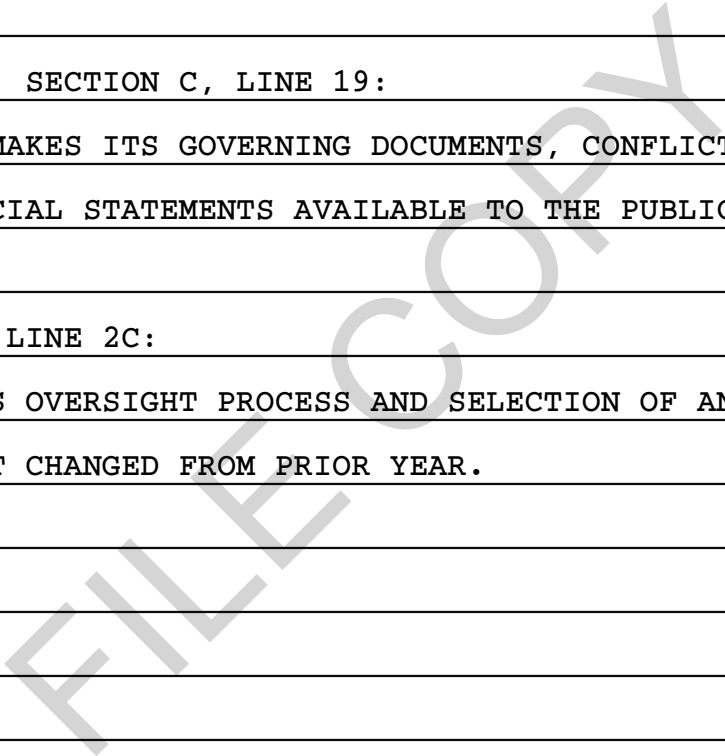 SECTION C, LINE 19:
MAKES ITS GOVERNING DOCUMENTS, CONFLICT
CIAL STATEMENTS AVAILABLE TO THE PUBLIC
LINE 2C:
S OVERSIGHT PROCESS AND SELECTION OF AN
T CHANGED FROM PRIOR YEAR.
FILE COPY